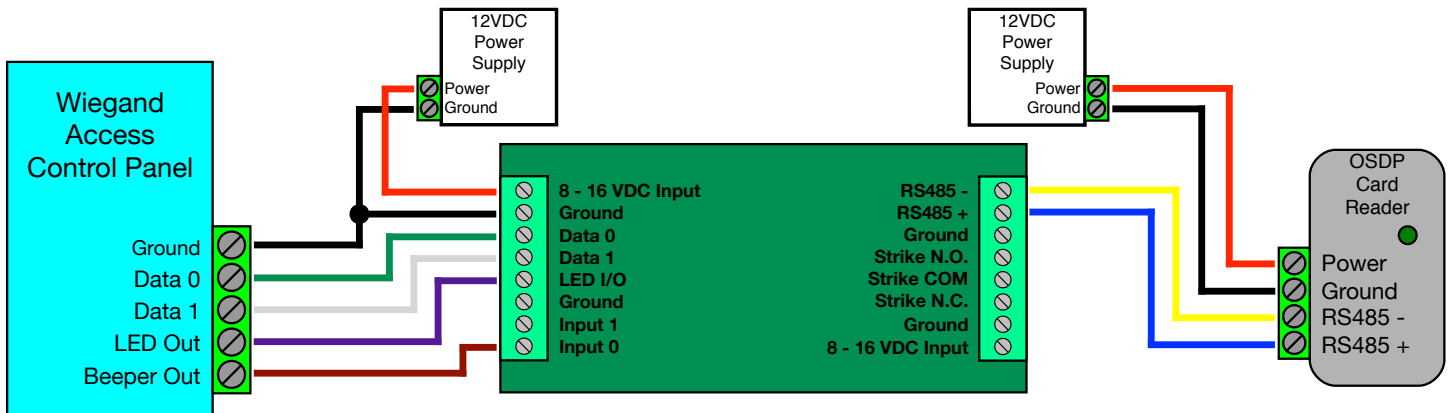 12VDC
Power
Supply
Power
Ground
12VDC
Power
Supply
Power
Ground
Wiegand
Access
Control Panel
Ground
Data 0
Data 1
LED Out
Beeper Out
8 - 16 VDC Input
Ground
Data 0
Data 1
LED I/O
Ground
Input 1
Input 0
RS485 -
RS485 +
Ground
Strike N.O.
Strike COM
Strike N.C.
Ground
8 - 16 VDC Input
OSDP
Card
Reader
Power
Ground
RS485 -
RS485 +